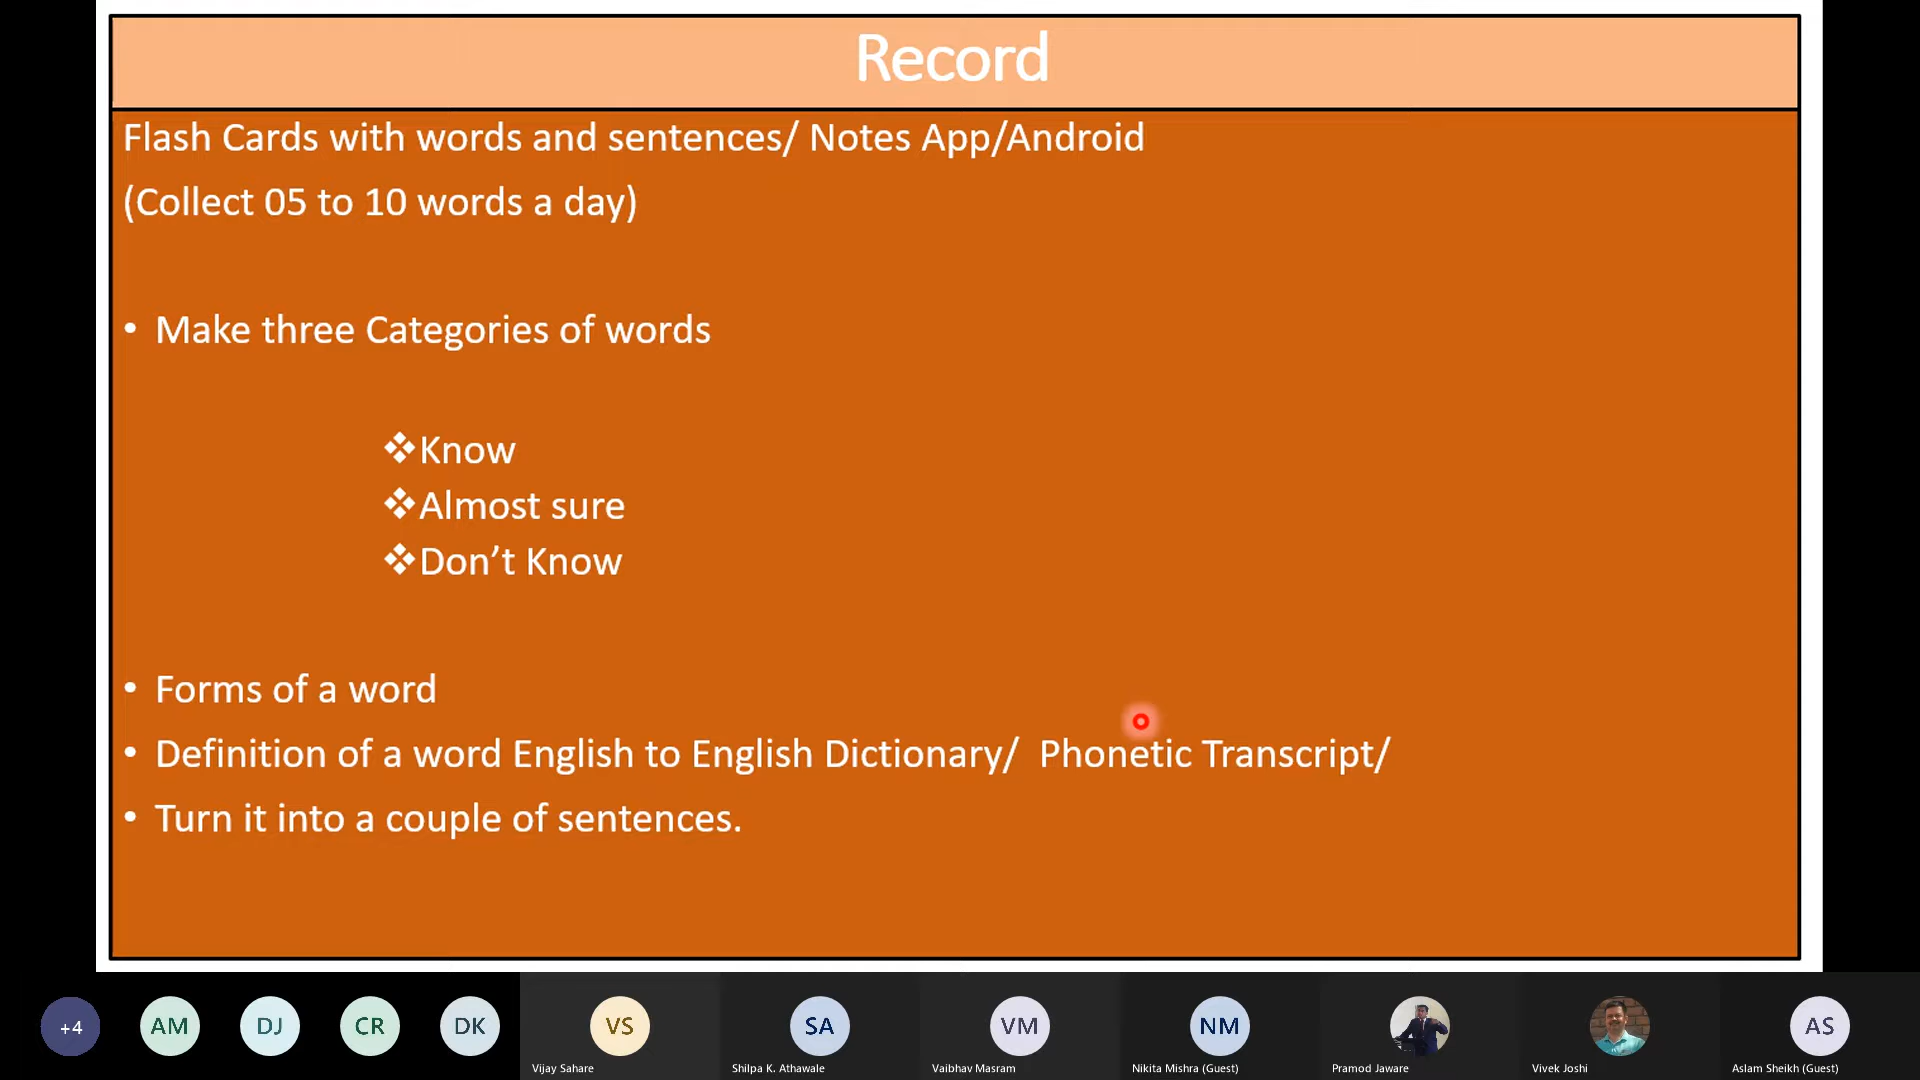 Record
Flash Cards with words and sentences/ Notes App/Android
(Collect 05 to 10 words a day)
• Make three Categories of words
❖Know
❖Almost sure
❖Don’t Know
• Forms of a word
• Definition of a word English to English Dictionary/  Phonetic Transcript/
• Turn it into a couple of sentences.
+4 AM DJ CR DK VS SA VM NM AS
Vijay Sahare Shilpa K. Athawale Vaibhav Masram Nikita Mishra (Guest) Pramod Jaware Vivek Joshi Aslam Sheikh (Guest)